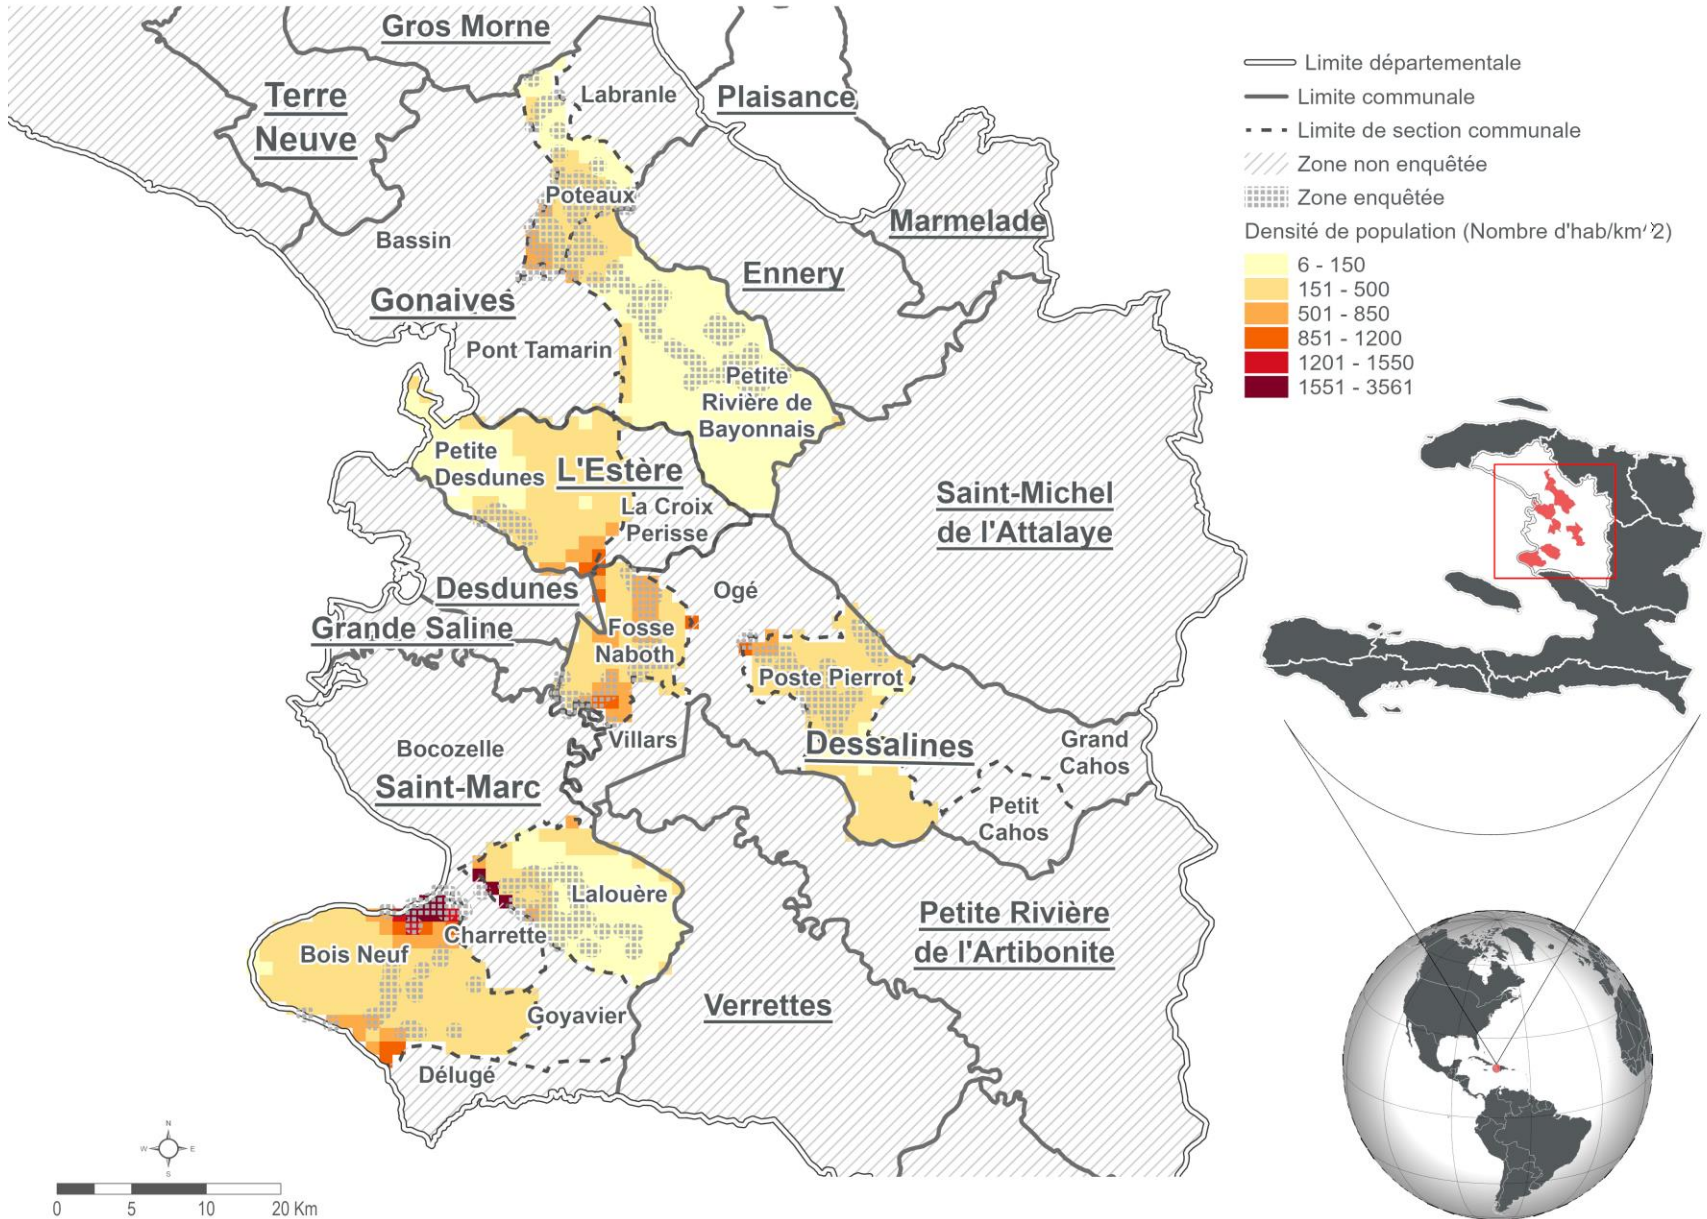 Gros Morne
Labranle
Terre
Neuve
Plaisance
Poteaux
Marmelade
Bassin
Ennery
Gonaives
Pont Tamarin
Petite
Rivière de
Bayonnais
Petite
Desdunes
L'Estère
La Croix
Perisse
Saint-Michel
de l'Attalaye
Desdunes
Ogé
Grande Saline
Fosse
Naboth
Poste Pierrot
Bocozelle
Villars
Dessalines
Grand
Cahos
Saint-Marc
Petit
Cahos
Lalouère
Petite Rivière
de l'Artibonite
Charrette
Bois Neuf
Verrettes
Goyavier
Délugé
N
W E
S
0 5 10 20 Km
Limite départementale
Limite communale
Limite de section communale
Zone non enquêtée
Zone enquêtée
Densité de population (Nombre d'hab/km^2)
6 - 150
151 - 500
501 - 850
851 - 1200
1201 - 1550
1551 - 3561